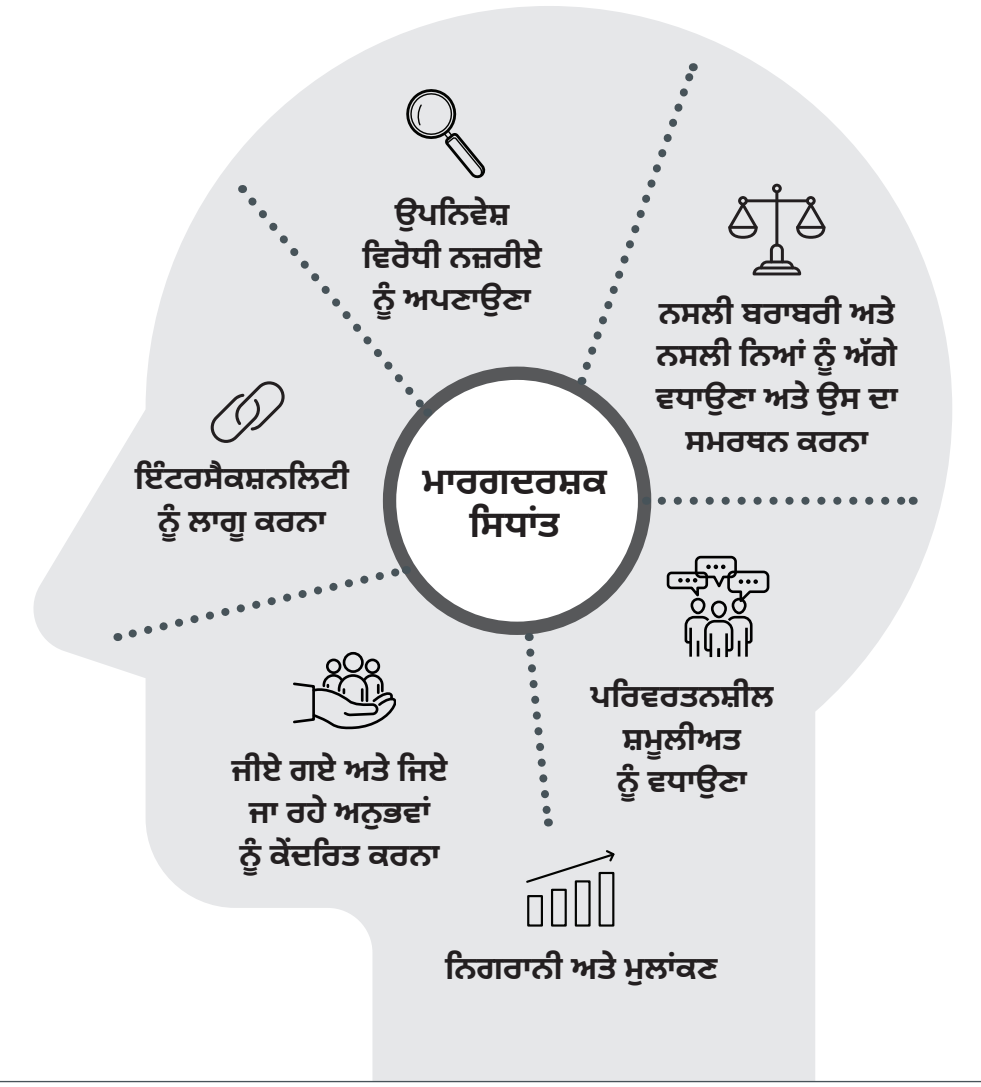 ਉਪਨਿਵੇਸ਼
ਵਿਰੋਧੀ ਨਜ਼ਰੀਏ
ਨੂੰ ਅਪਣਾਉਣਾ
ਨਸਲੀ ਬਰਾਬਰੀ ਅਤੇ
ਨਸਲੀ ਨਿਆਂ ਨੂੰ ਅੱਗੇ
ਵਧਾਉਣਾ ਅਤੇ ਉਸ ਦਾ
ਸਮਰਥਨ ਕਰਨਾ
ਇੰਟਰਸੈਕਸ਼ਨਲਿਟੀ
ਨੂੰ ਲਾਗੂ ਕਰਨਾ
ਮਾਰਗਦਰਸ਼ਕ
ਸਿਧਾਂਤ
ਪਰਿਵਰਤਨਸ਼ੀਲ
ਸ਼ਮੂਲੀਅਤ
ਨੂੰ ਵਧਾਉਣਾ
ਜੀਏ ਗਏ ਅਤੇ ਜਿਏ
ਜਾ ਰਹੇ ਅਨੁਭਵਾਂ
ਨੂੰ ਕੇਂਦਰਿਤ ਕਰਨਾ
ਨਿਗਰਾਨੀ ਅਤੇ ਮੁਲਾਂਕਣ